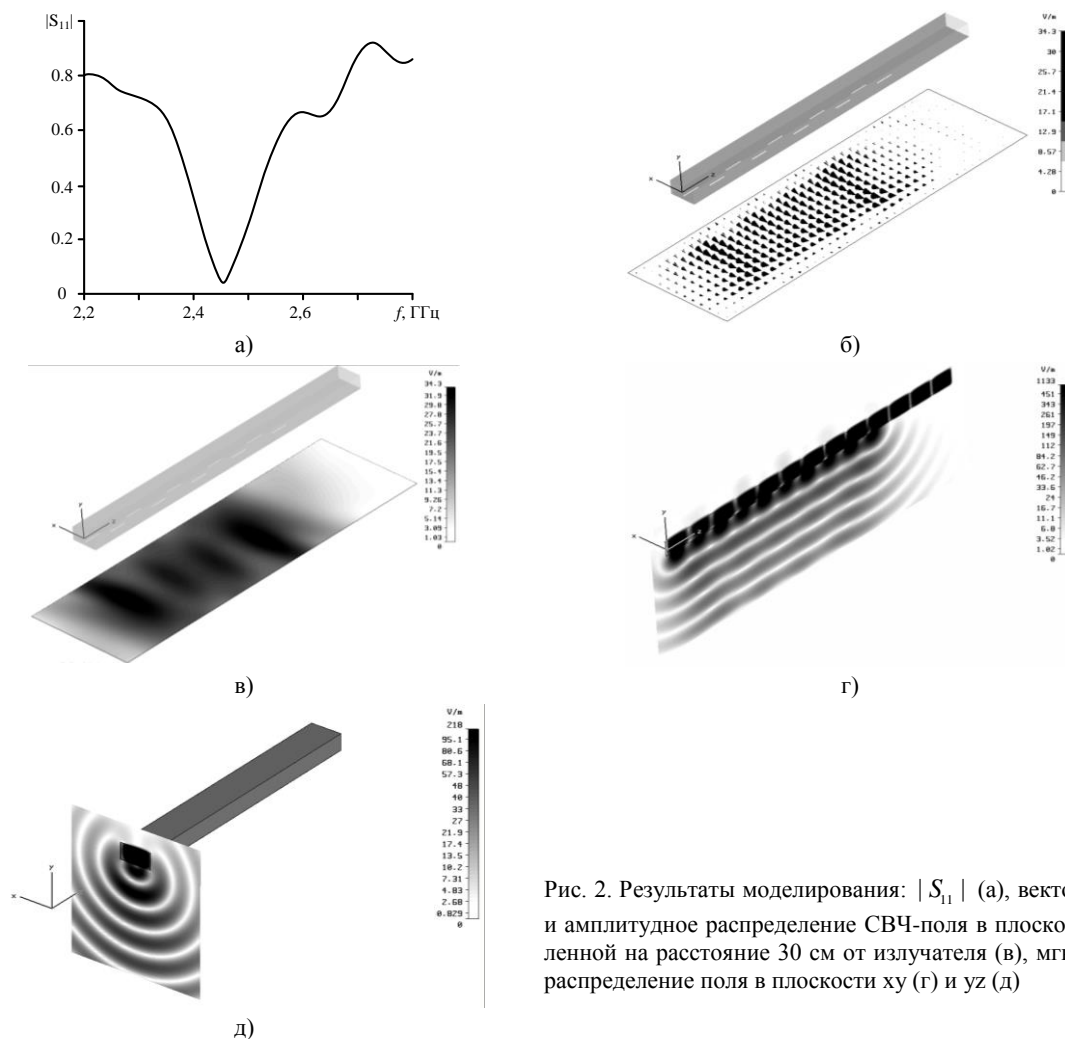 |S₁₁|
1
0.8
0.6
0.4
0.2
0
2,2
2,4
2,6
f, ГГц
а)
V/m
34.3
30
25.7
21.4
17.1
12.9
8.57
4.28
0
x
y
z
б)
V/m
34.3
31.9
29.8
27.8
25.7
23.7
21.6
19.5
17.5
15.4
13.4
11.3
9.26
7.2
5.14
3.09
1.03
0
x
y
z
в)
V/m
1133
451
343
261
197
149
112
84.2
62.7
46.2
33.6
24
16.7
11.1
6.8
3.52
1.02
0
x
y
г)
V/m
218
95.1
80.6
68.1
57.3
48
40
33
27
21.9
17.4
13.5
10.2
7.31
4.83
2.68
0.829
0
x
y
д)
Рис. 2. Результаты моделирования: | S₁₁ | (а), векто
и амплитудное распределение СВЧ-поля в плоско
ленной на расстояние 30 см от излучателя (в), мг
распределение поля в плоскости xy (г) и yz (д)